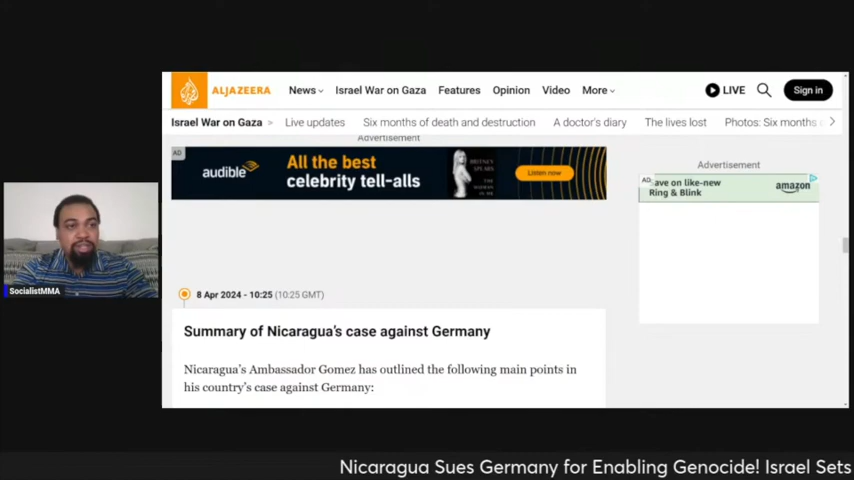 ALJAZEERA
News
Israel War on Gaza
Features
Opinion
Video
More
LIVE
Sign in
Israel War on Gaza >
Live updates
Six months of death and destruction
A doctor's diary
The lives lost
Photos: Six months
Advertisement
AD
audible
All the best
celebrity tell-alls
BRITNEY
SPEARS
Listen now
Advertisement
AD
ave on like-new
Ring & Blink
amazon
SocialistMMA
8 Apr 2024 - 10:25 (10:25 GMT)
Summary of Nicaragua's case against Germany
Nicaragua's Ambassador Gomez has outlined the following main points in
his country's case against Germany:
Nicaragua Sues Germany for Enabling Genocide! Israel Sets